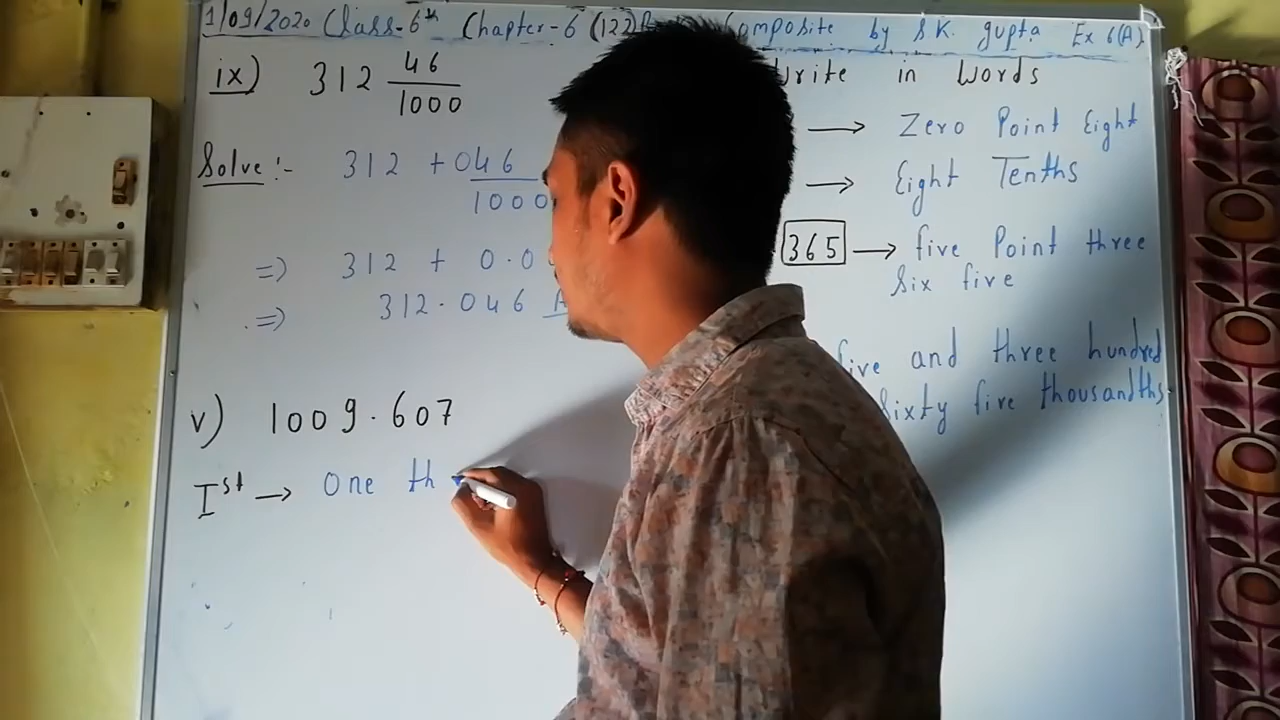 1/09/2020 Class-6th Chapter-6 (122) Composite by S.K. gupta Ex 6(A)
ix) 312 46/1000
Write in Words
Solve :- 312 + 046/1000
=> 312 + 0.0
=> 312.046
→ Zero Point Eight
→ Eight Tenths
365 → five Point three
Six five
five and three hundred
Sixty five thousandths.
v) 1009.607
Ist → One th